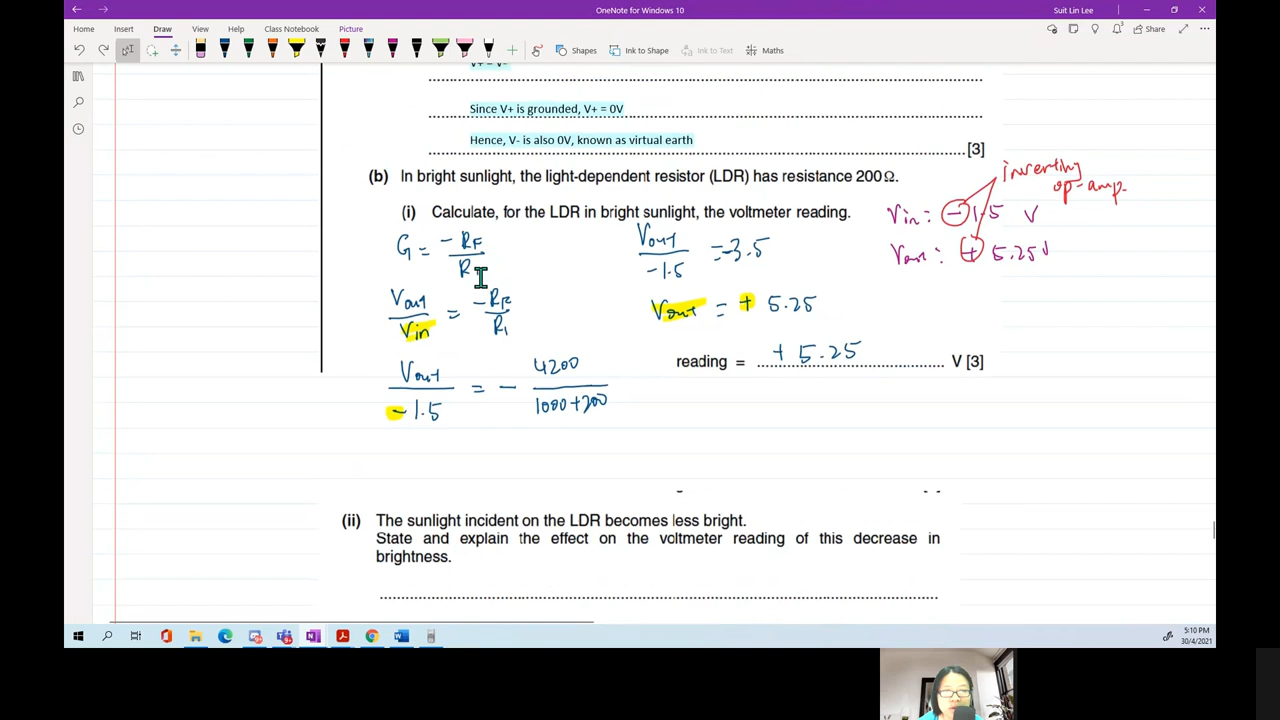 OneNote for Windows 10
Suit Lin Lee
Home Insert Draw View Help Class Notebook Picture
Share
Shapes Ink to Shape Ink to Text Maths
V+ = V-
Since V+ is grounded, V+ = 0V
Hence, V- is also 0V, known as virtual earth
[3]
(b) In bright sunlight, the light-dependent resistor (LDR) has resistance 200 Ω.
inverting
op-amp.
(i) Calculate, for the LDR in bright sunlight, the voltmeter reading.
Vin : - 1.5 V
Vout : + 5.25V
G = -RF / R
Vout / -1.5 = -3.5
Vout / Vin = -RF / R1
Vout = + 5.25
reading = + 5.25 V [3]
Vout / -1.5 = - 4200 / 1000+200
(ii) The sunlight incident on the LDR becomes less bright.
State and explain the effect on the voltmeter reading of this decrease in
brightness.
5:10 PM
30/4/2021